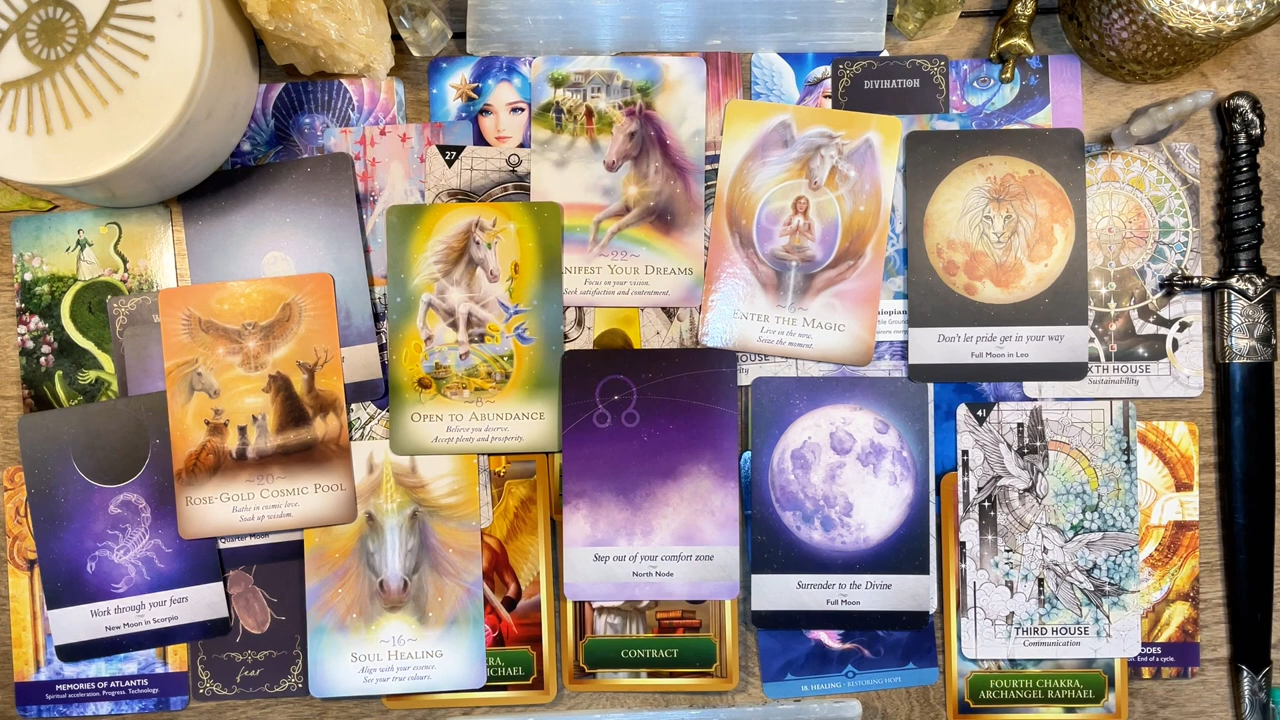 DIVINATION
27
~22~
MANIFEST YOUR DREAMS
Focus on your vision.
Seek satisfaction and contentment.
~6~
ENTER THE MAGIC
Live in the now.
Seize the moment.
Don't let pride get in your way
Full Moon in Leo
SIXTH HOUSE
Sustainability
~8~
OPEN TO ABUNDANCE
Believe you deserve.
Accept plenty and prosperity.
HOUSE
~20~
ROSE-GOLD COSMIC POOL
Bathe in cosmic love.
Soak up wisdom.
Quarter Moon
Work through your fears
New Moon in Scorpio
Step out of your comfort zone
North Node
Surrender to the Divine
Full Moon
41
THIRD HOUSE
Communication
~16~
SOUL HEALING
Align with your essence.
See your true colours.
fear
CONTRACT
MEMORIES OF ATLANTIS
Spiritual acceleration. Progress. Technology.
18. HEALING • RESTORING HOPE
FOURTH CHAKRA,
ARCHANGEL RAPHAEL
End of a cycle.